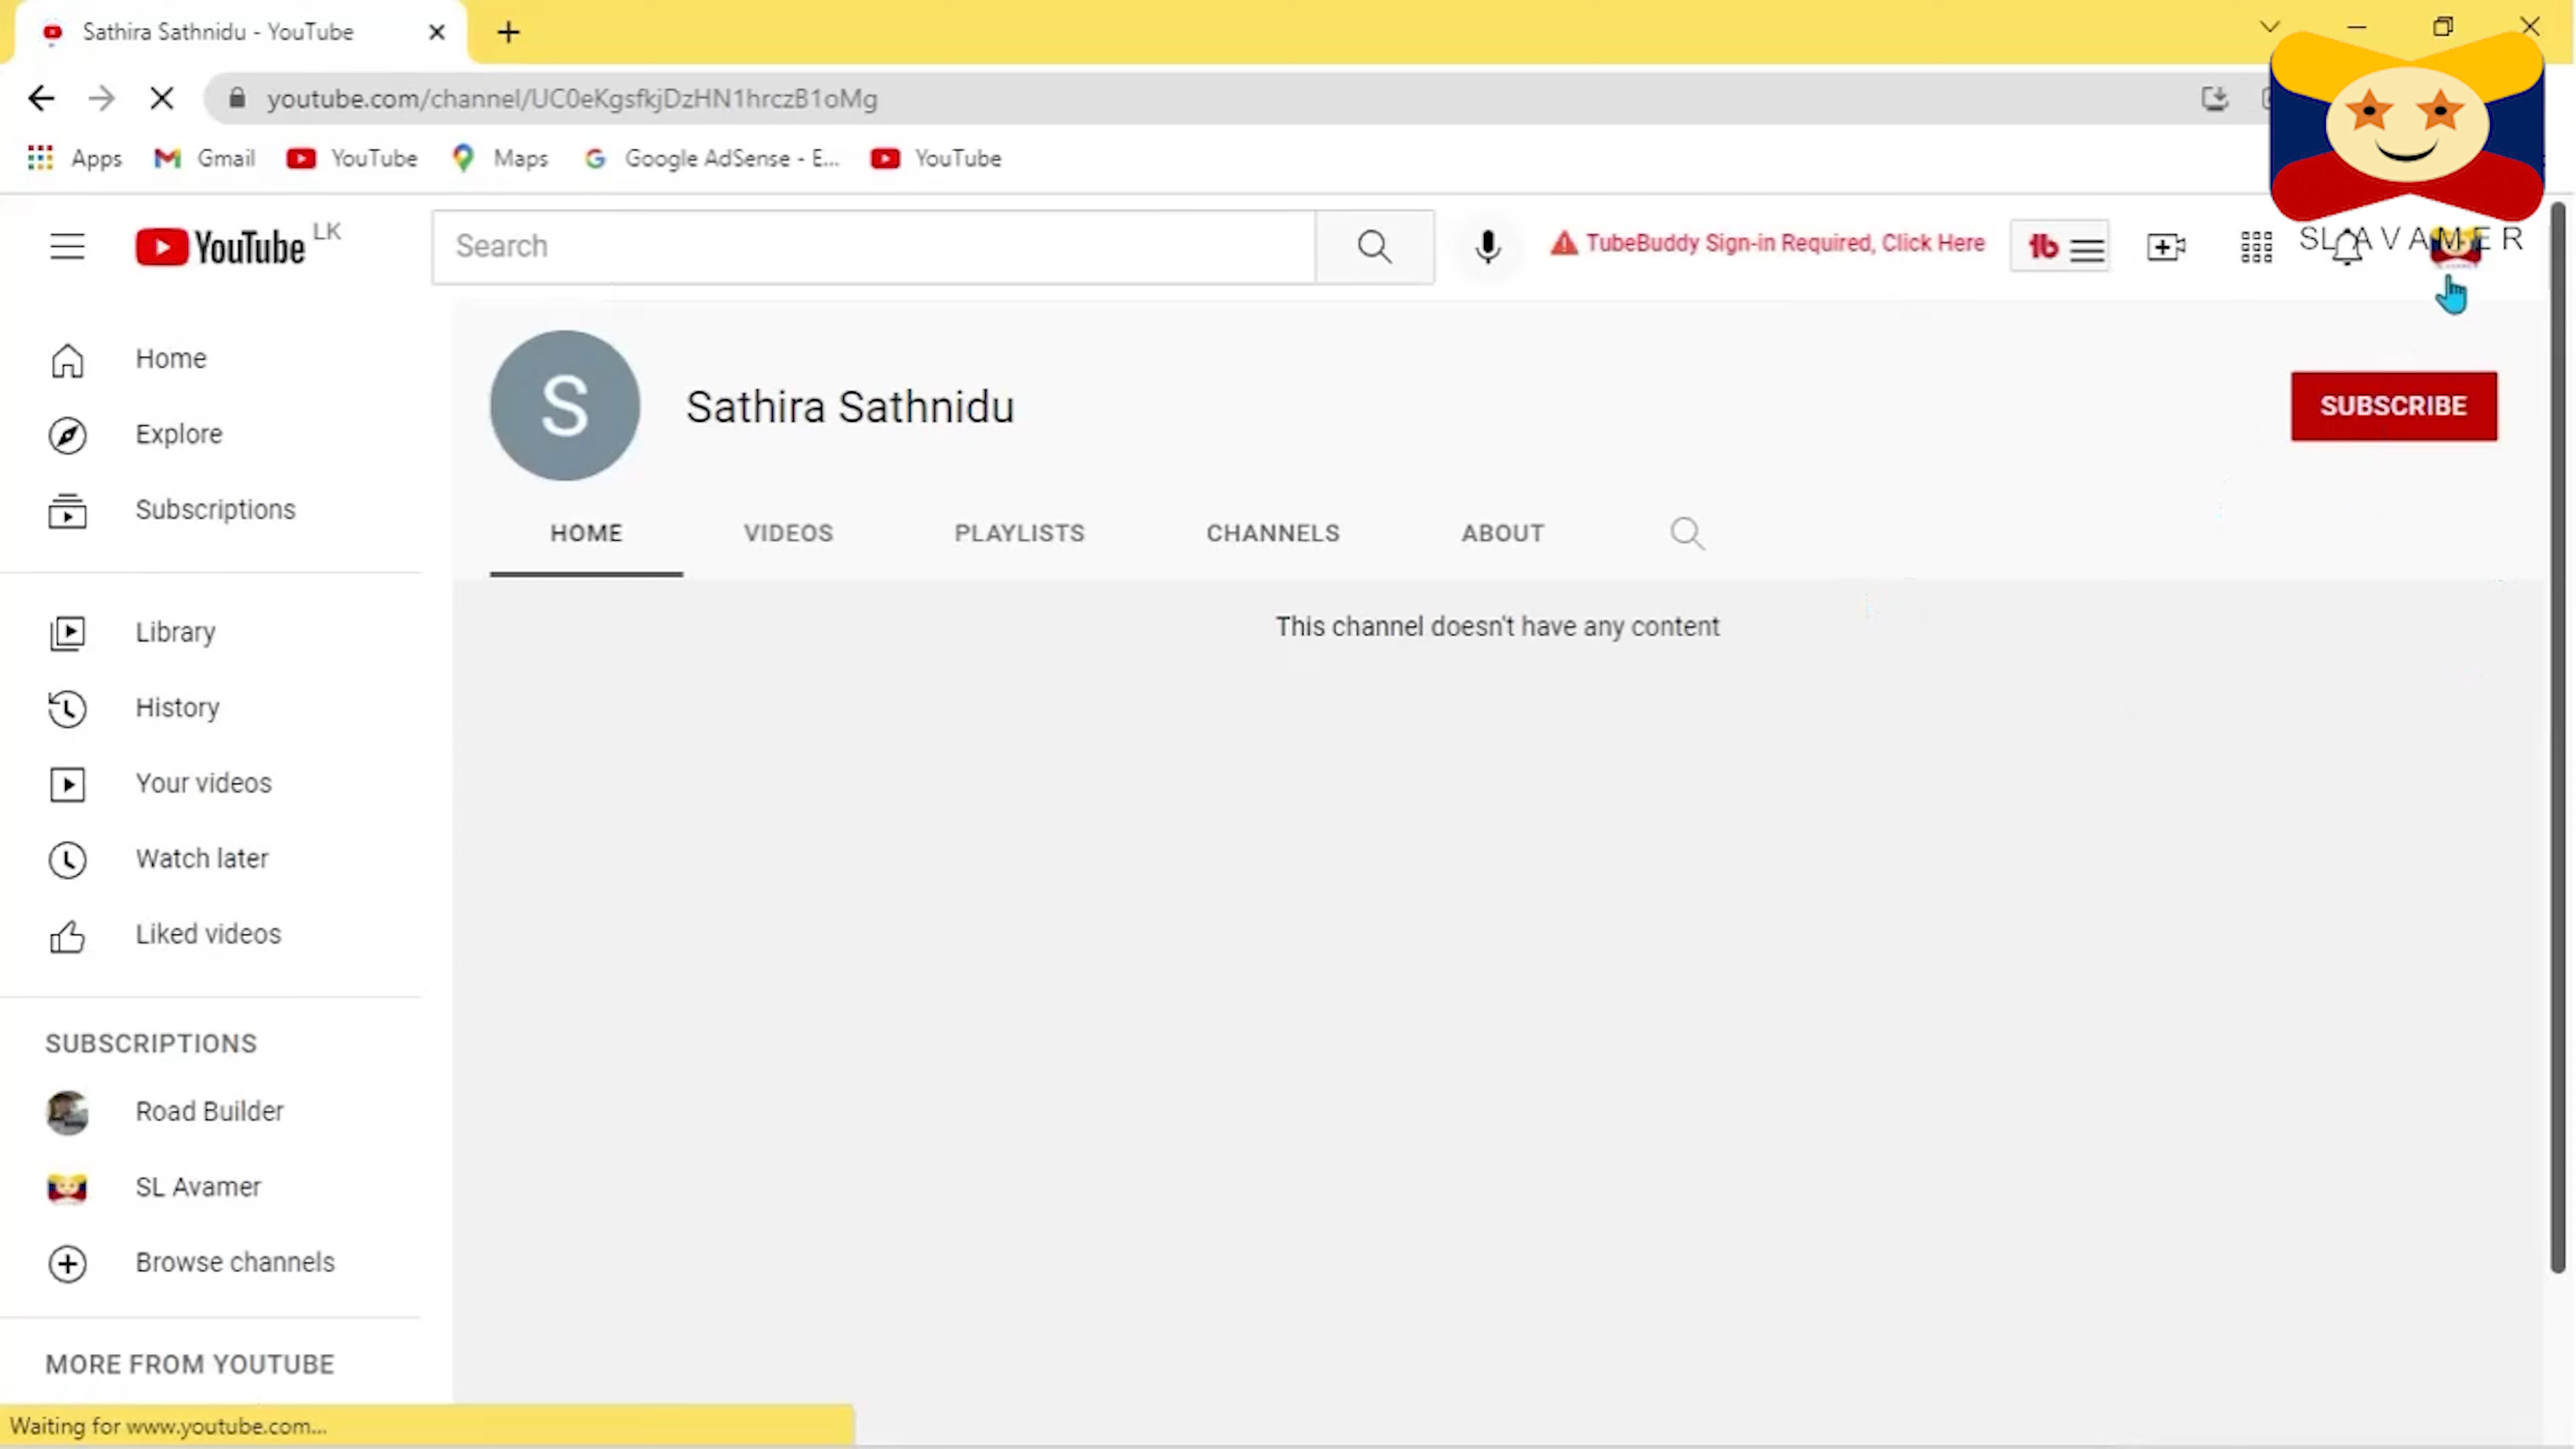 Sathira Sathnidu - YouTube
youtube.com/channel/UC0eKgsfkjDzHN1hrczB1oMg
Apps Gmail YouTube Maps Google AdSense - E... YouTube
YouTube LK
Search
TubeBuddy Sign-in Required, Click Here
tb
SL AVAMER
Home
Explore
Subscriptions
Library
History
Your videos
Watch later
Liked videos
SUBSCRIPTIONS
Road Builder
SL Avamer
Browse channels
MORE FROM YOUTUBE
S
Sathira Sathnidu
SUBSCRIBE
HOME VIDEOS PLAYLISTS CHANNELS ABOUT
This channel doesn't have any content
Waiting for www.youtube.com...